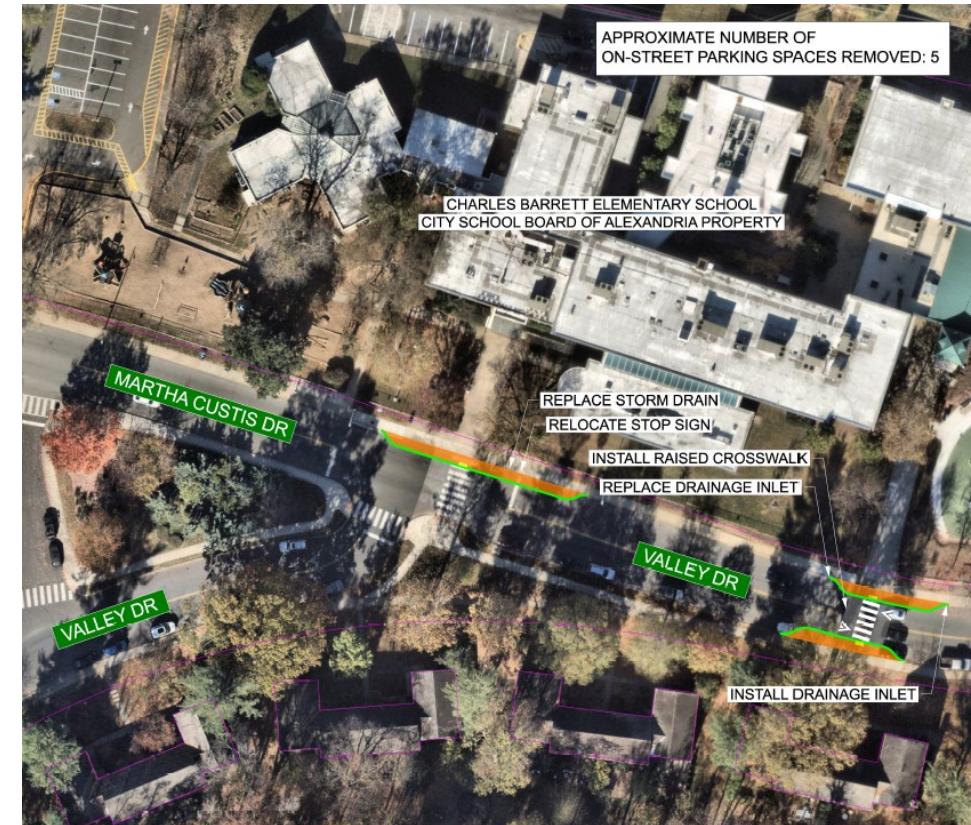 APPROXIMATE NUMBER OF
ON-STREET PARKING SPACES REMOVED: 5
CHARLES BARRETT ELEMENTARY SCHOOL
CITY SCHOOL BOARD OF ALEXANDRIA PROPERTY
MARTHA CUSTIS DR
REPLACE STORM DRAIN
RELOCATE STOP SIGN
INSTALL RAISED CROSSWALK
REPLACE DRAINAGE INLET
VALLEY DR
VALLEY DR
INSTALL DRAINAGE INLET